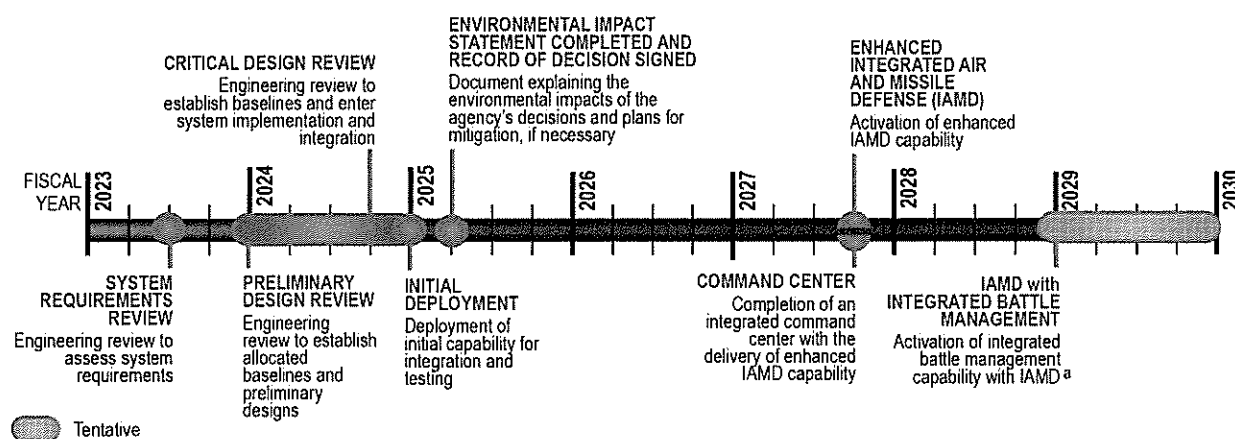 CRITICAL DESIGN REVIEW
Engineering review to
establish baselines and enter
system implementation and
integration
ENVIRONMENTAL IMPACT
STATEMENT COMPLETED AND
RECORD OF DECISION SIGNED
Document explaining the
environmental impacts of the
agency's decisions and plans for
mitigation, if necessary
ENHANCED
INTEGRATED AIR
AND MISSILE
DEFENSE (IAMD)
Activation of enhanced
IAMD capability
FISCAL
YEAR
2023
2024
2025
2026
2027
2028
2029
2030
SYSTEM
REQUIREMENTS
REVIEW
Engineering review to
assess system
requirements
PRELIMINARY
DESIGN REVIEW
Engineering
review to establish
allocated
baselines and
preliminary
designs
INITIAL
DEPLOYMENT
Deployment of
initial capability for
integration and
testing
COMMAND CENTER
Completion of an
integrated command
center with the
delivery of enhanced
IAMD capability
IAMD with
INTEGRATED BATTLE
MANAGEMENT
Activation of integrated
battle management
capability with IAMD a
Tentative